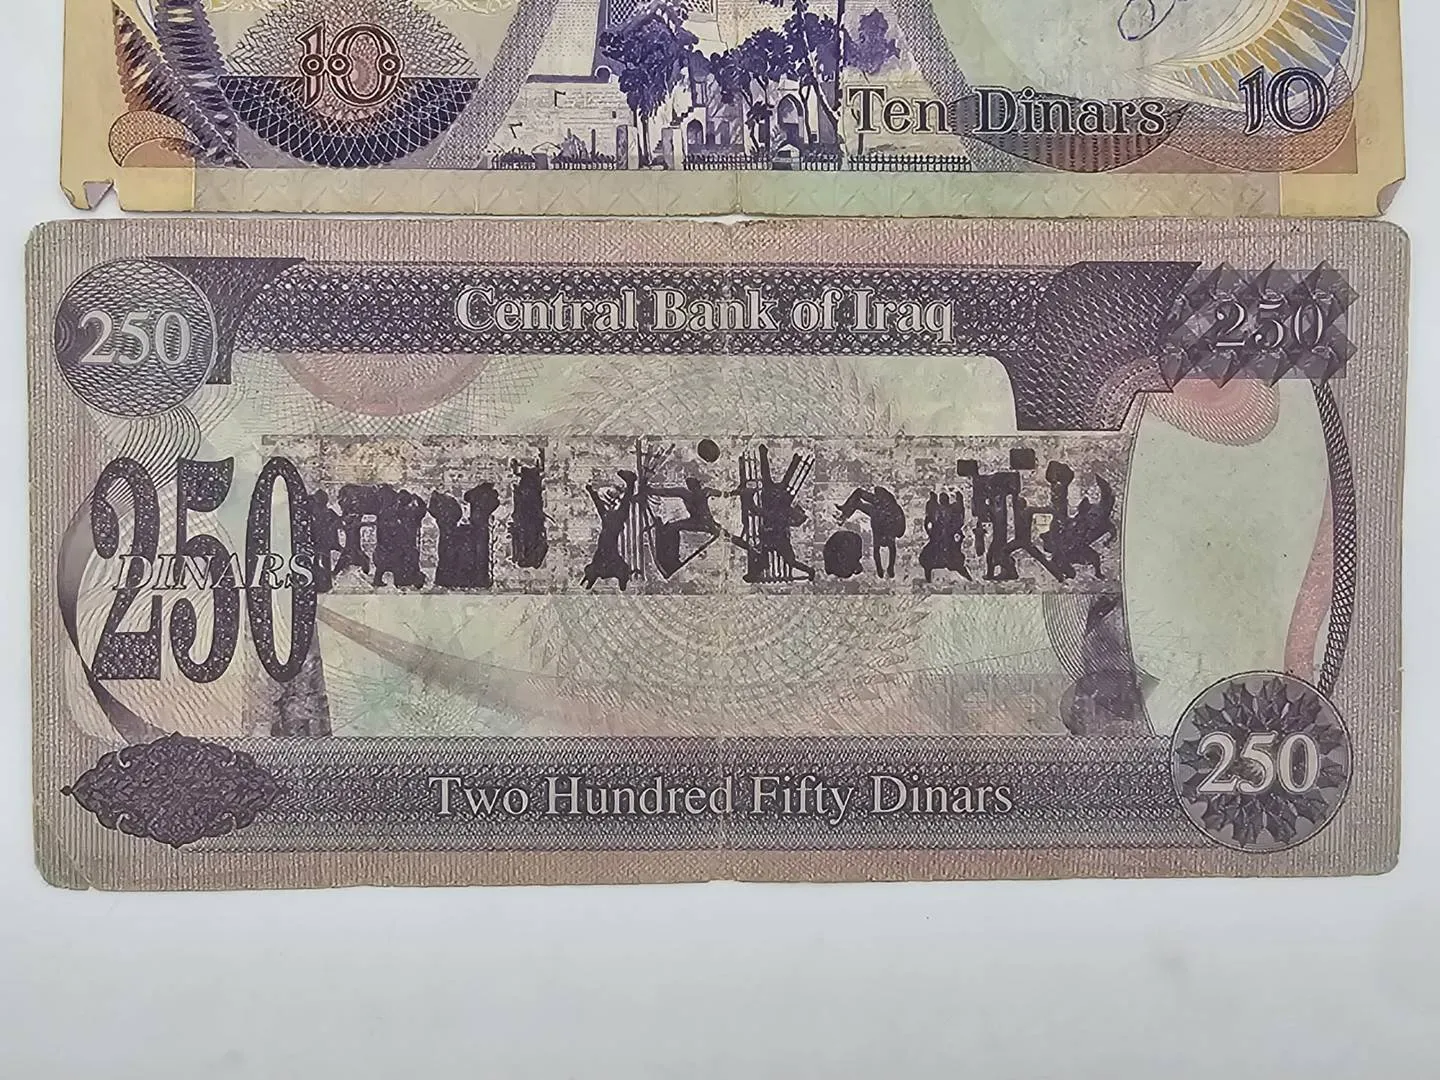 10
Ten Dinars 10
250 Central Bank of Iraq 250
250
DINARS
Two Hundred Fifty Dinars 250